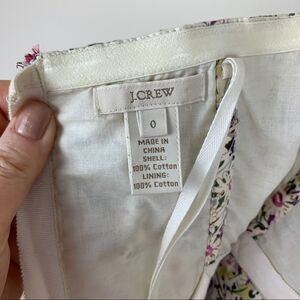 J.CREW
0
MADE IN
CHINA
SHELL:
100% Cotton
LINING:
100% Cotton